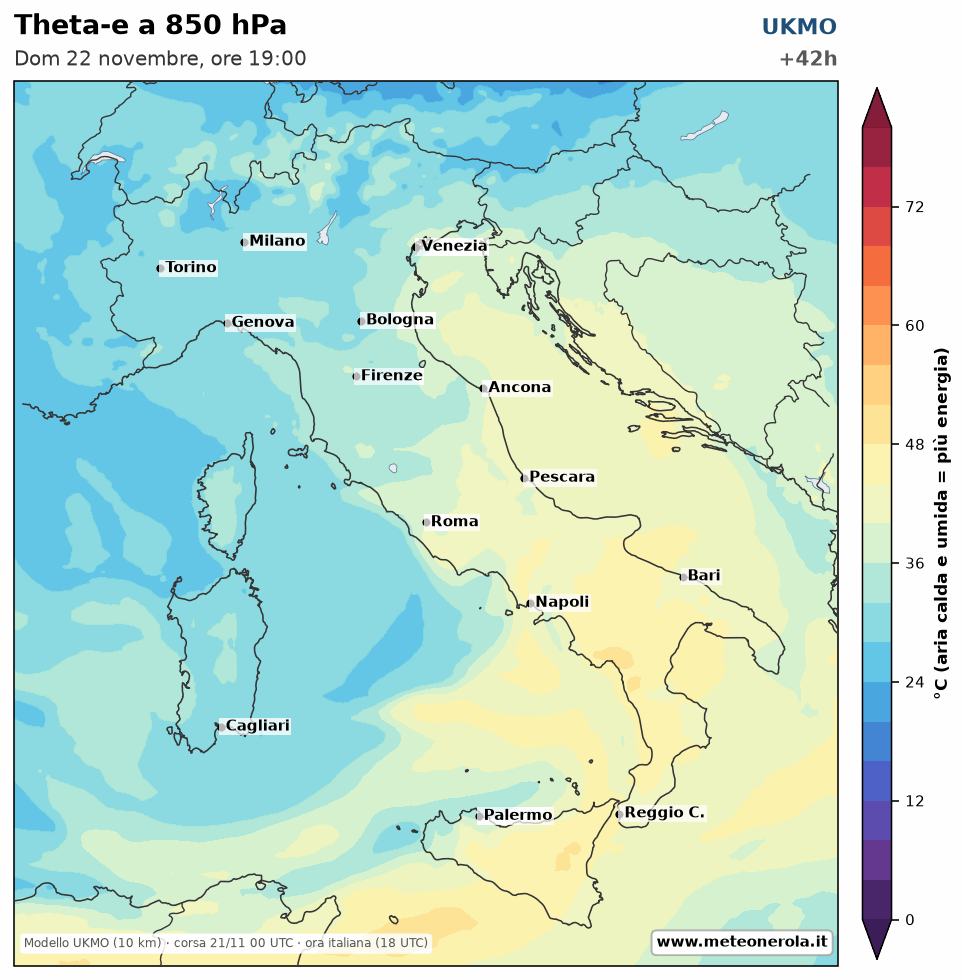 Theta-e a 850 hPa
UKMO
Dom 22 novembre, ore 19:00
+42h
Milano
Venezia
Torino
Genova
Bologna
Firenze
Ancona
Pescara
Roma
Bari
Napoli
Cagliari
Palermo
Reggio C.
72
60
48
36
24
12
0
°C (aria calda e umida = più energia)
Modello UKMO (10 km) · corsa 21/11 00 UTC · ora italiana (18 UTC)
www.meteonerola.it